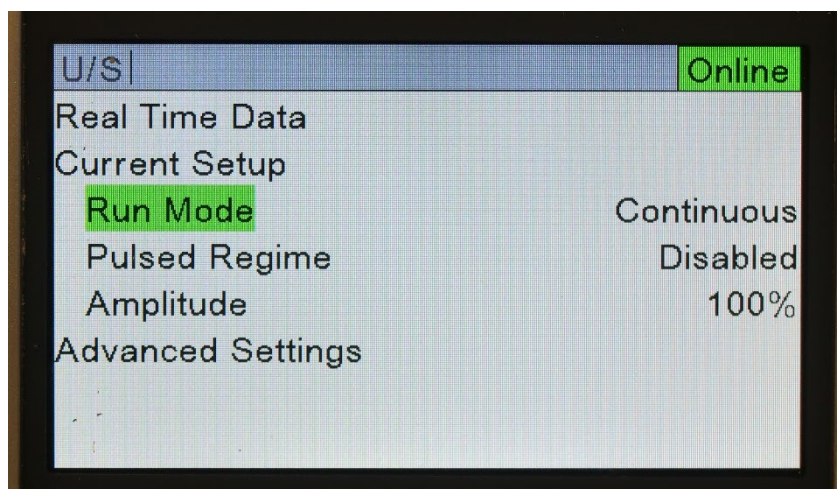 U/S| Online
Real Time Data
Current Setup
Run Mode Continuous
Pulsed Regime Disabled
Amplitude 100%
Advanced Settings